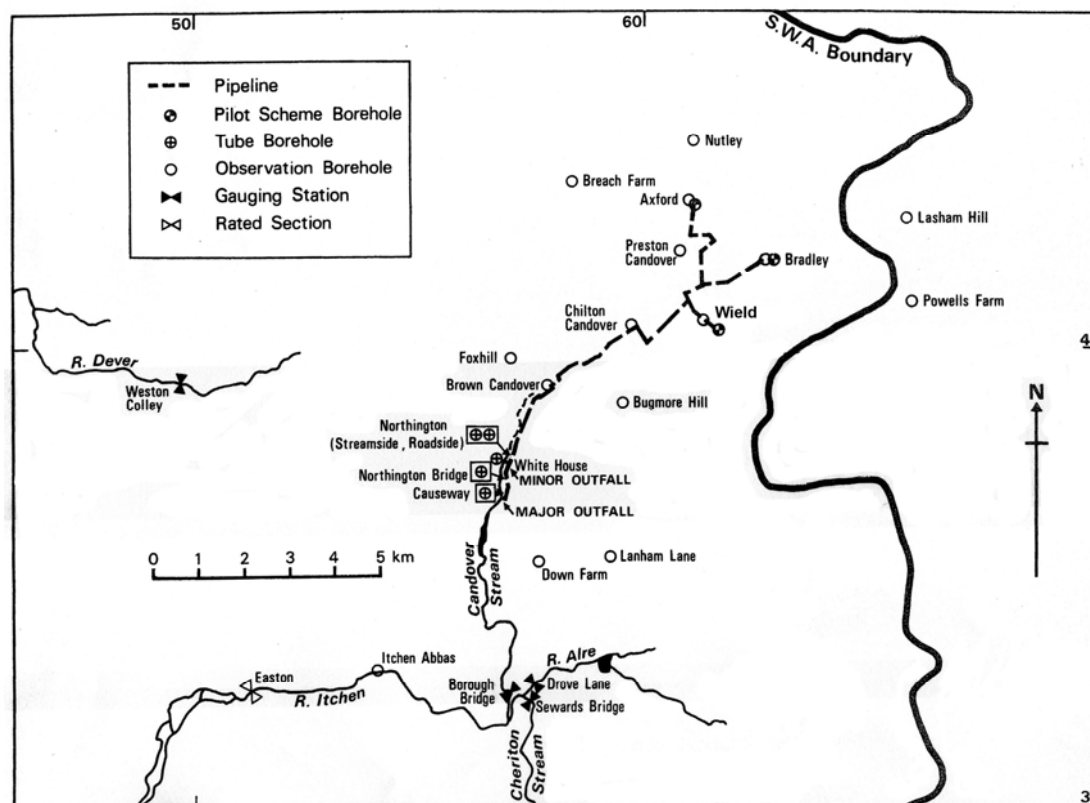 50
60
S.W.A. Boundary
Pipeline
Pilot Scheme Borehole
Tube Borehole
Observation Borehole
Gauging Station
Rated Section
Nutley
Breach Farm
Axford
Lasham Hill
Preston
Candover
Bradley
Powells Farm
Wield
Chilton
Candover
4
R. Dever
Weston
Colley
Foxhill
Brown Candover
Bugmore Hill
N
Northington
(Streamside, Roadside)
White House
Northington Bridge
MINOR OUTFALL
Causeway
MAJOR OUTFALL
0 1 2 3 4 5 km
Candover
Stream
Down Farm
Lanham Lane
Itchen Abbas
R. Alre
Easton
R. Itchen
Borough
Bridge
Drove Lane
Sewards Bridge
Cheriton
Stream
3